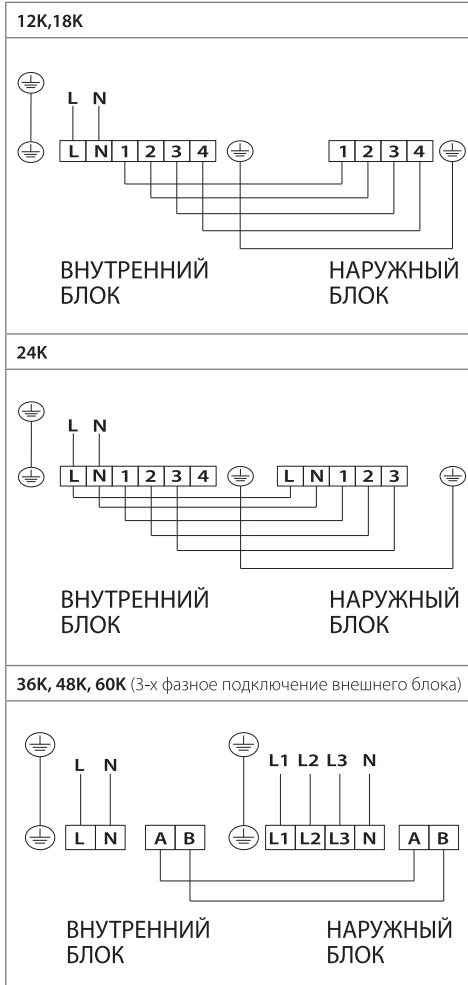 12K,18K
L N
L N 1 2 3 4 1 2 3 4
ВНУТРЕННИЙ НАРУЖНЫЙ
БЛОК БЛОК
24K
L N
L N 1 2 3 4 L N 1 2 3
ВНУТРЕННИЙ НАРУЖНЫЙ
БЛОК БЛОК
36K, 48K, 60K (3-х фазное подключение внешнего блока)
L N L1 L2 L3 N
L N A B L1 L2 L3 N A B
ВНУТРЕННИЙ НАРУЖНЫЙ
БЛОК БЛОК